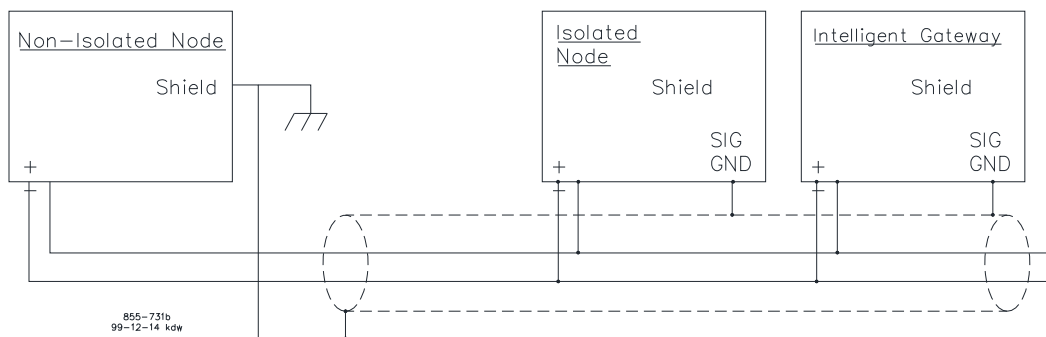 Non-Isolated Node
Shield
+
-
Isolated
Node
Shield
SIG
GND
+
-
Intelligent Gateway
Shield
SIG
GND
+
-
855-731b
99-12-14 kdw